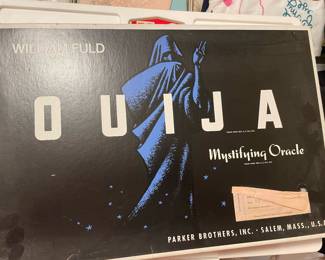 WILLIAM FULD
OUIJA
Mystifying Oracle
PARKER BROTHERS, INC. · SALEM, MASS., U.S.A